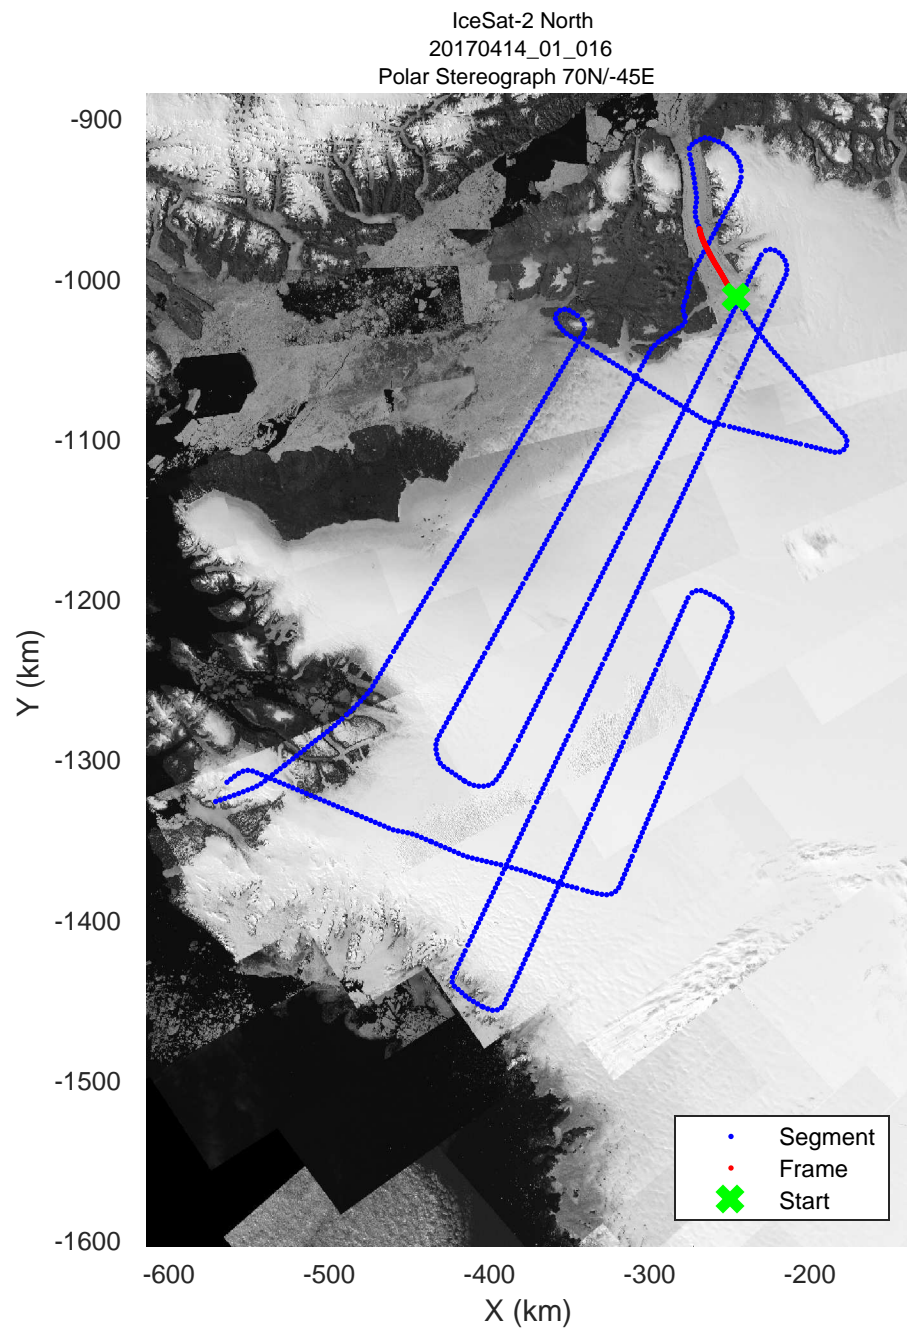 IceSat-2 North
20170414_01_016
Polar Stereograph 70N/-45E
-900
-1000
-1100
-1200
-1300
-1400
-1500
-1600
Y (km)
-600 -500 -400 -300 -200
X (km)
Segment
Frame
Start